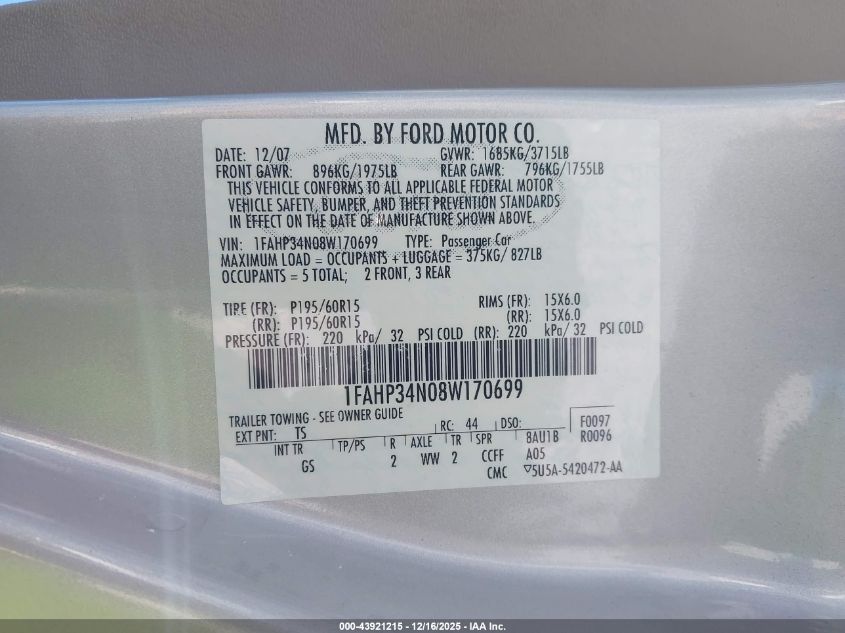 MFD. BY FORD MOTOR CO.
DATE: 12/07 GVWR: 1685KG/3715LB
FRONT GAWR: 896KG/1975LB REAR GAWR: 796KG/1755LB
THIS VEHICLE CONFORMS TO ALL APPLICABLE FEDERAL MOTOR
VEHICLE SAFETY, BUMPER, AND THEFT PREVENTION STANDARDS
IN EFFECT ON THE DATE OF MANUFACTURE SHOWN ABOVE.
VIN: 1FAHP34N08W170699 TYPE: Passenger Car
MAXIMUM LOAD = OCCUPANTS + LUGGAGE = 375KG/ 827LB
OCCUPANTS = 5 TOTAL; 2 FRONT, 3 REAR
TIRE (FR): P195/60R15 RIMS (FR): 15X6.0
(RR): P195/60R15 (RR): 15X6.0
PRESSURE (FR): 220 kPa/ 32 PSI COLD (RR): 220 kPa/ 32 PSI COLD
1FAHP34N08W170699
TRAILER TOWING - SEE OWNER GUIDE
EXT PNT: TS RC: 44 DSO: F0097
INT TR TP/PS R AXLE TR SPR 8AU1B R0096
GS 2 WW 2 CCFF A05
CMC ▽5U5A-5420472-AA
000-43921215 - 12/16/2025 - IAA Inc.